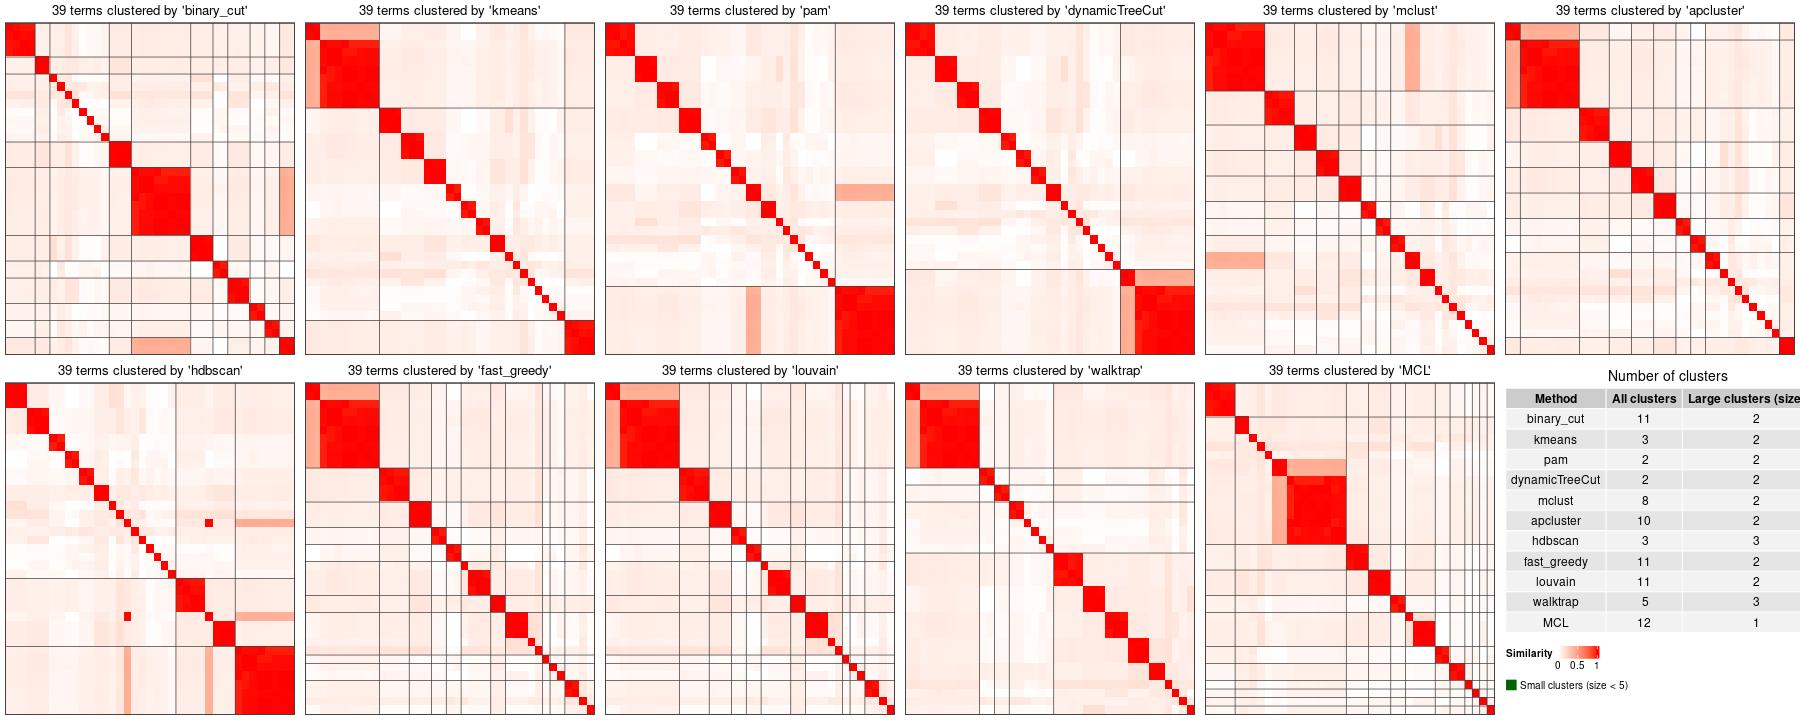 39 terms clustered by 'binary_cut'
39 terms clustered by 'kmeans'
39 terms clustered by 'pam'
39 terms clustered by 'dynamicTreeCut'
39 terms clustered by 'mclust'
39 terms clustered by 'apcluster'
39 terms clustered by 'hdbscan'
39 terms clustered by 'fast_greedy'
39 terms clustered by 'louvain'
39 terms clustered by 'walktrap'
39 terms clustered by 'MCL'
Number of clusters
Method All clusters Large clusters (size
binary_cut 11 2
kmeans 3 2
pam 2 2
dynamicTreeCut 2 2
mclust 8 2
apcluster 10 2
hdbscan 3 3
fast_greedy 11 2
louvain 11 2
walktrap 5 3
MCL 12 1
Similarity
0 0.5 1
Small clusters (size < 5)